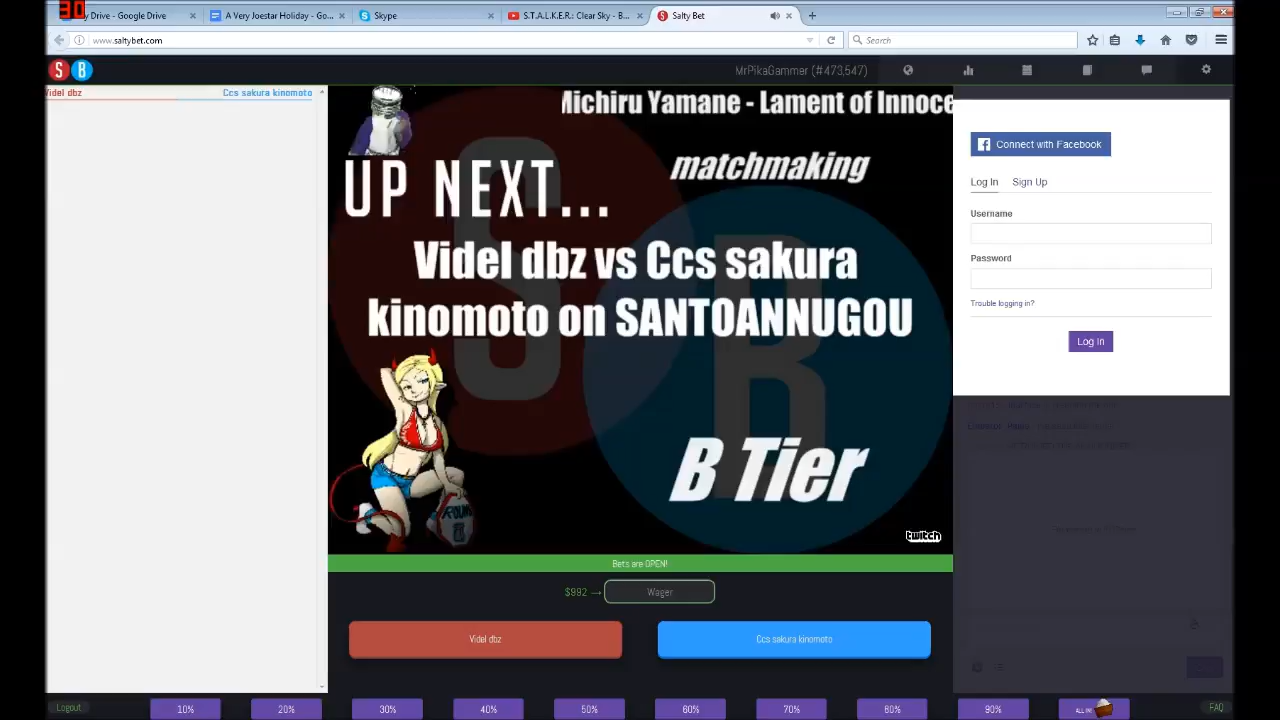 30
y Drive - Google Drive
A Very Joestar Holiday - Go...
Skype
S.T.A.L.K.E.R.: Clear Sky - B...
Salty Bet
www.saltybet.com
Search
S B
MrPikaGammer (#473,547)
Videl dbz
Ccs sakura kinomoto
Michiru Yamane - Lament of Innoce
matchmaking
UP NEXT...
Videl dbz vs Ccs sakura
kinomoto on SANTOANNUGOU
B Tier
twitch
Connect with Facebook
Log In
Sign Up
Username
Password
Trouble logging in?
Log In
Bets are OPEN!
$992 →
Wager
Videl dbz
Ccs sakura kinomoto
Logout
10%
20%
30%
40%
50%
60%
70%
80%
90%
ALL IN!
FAQ